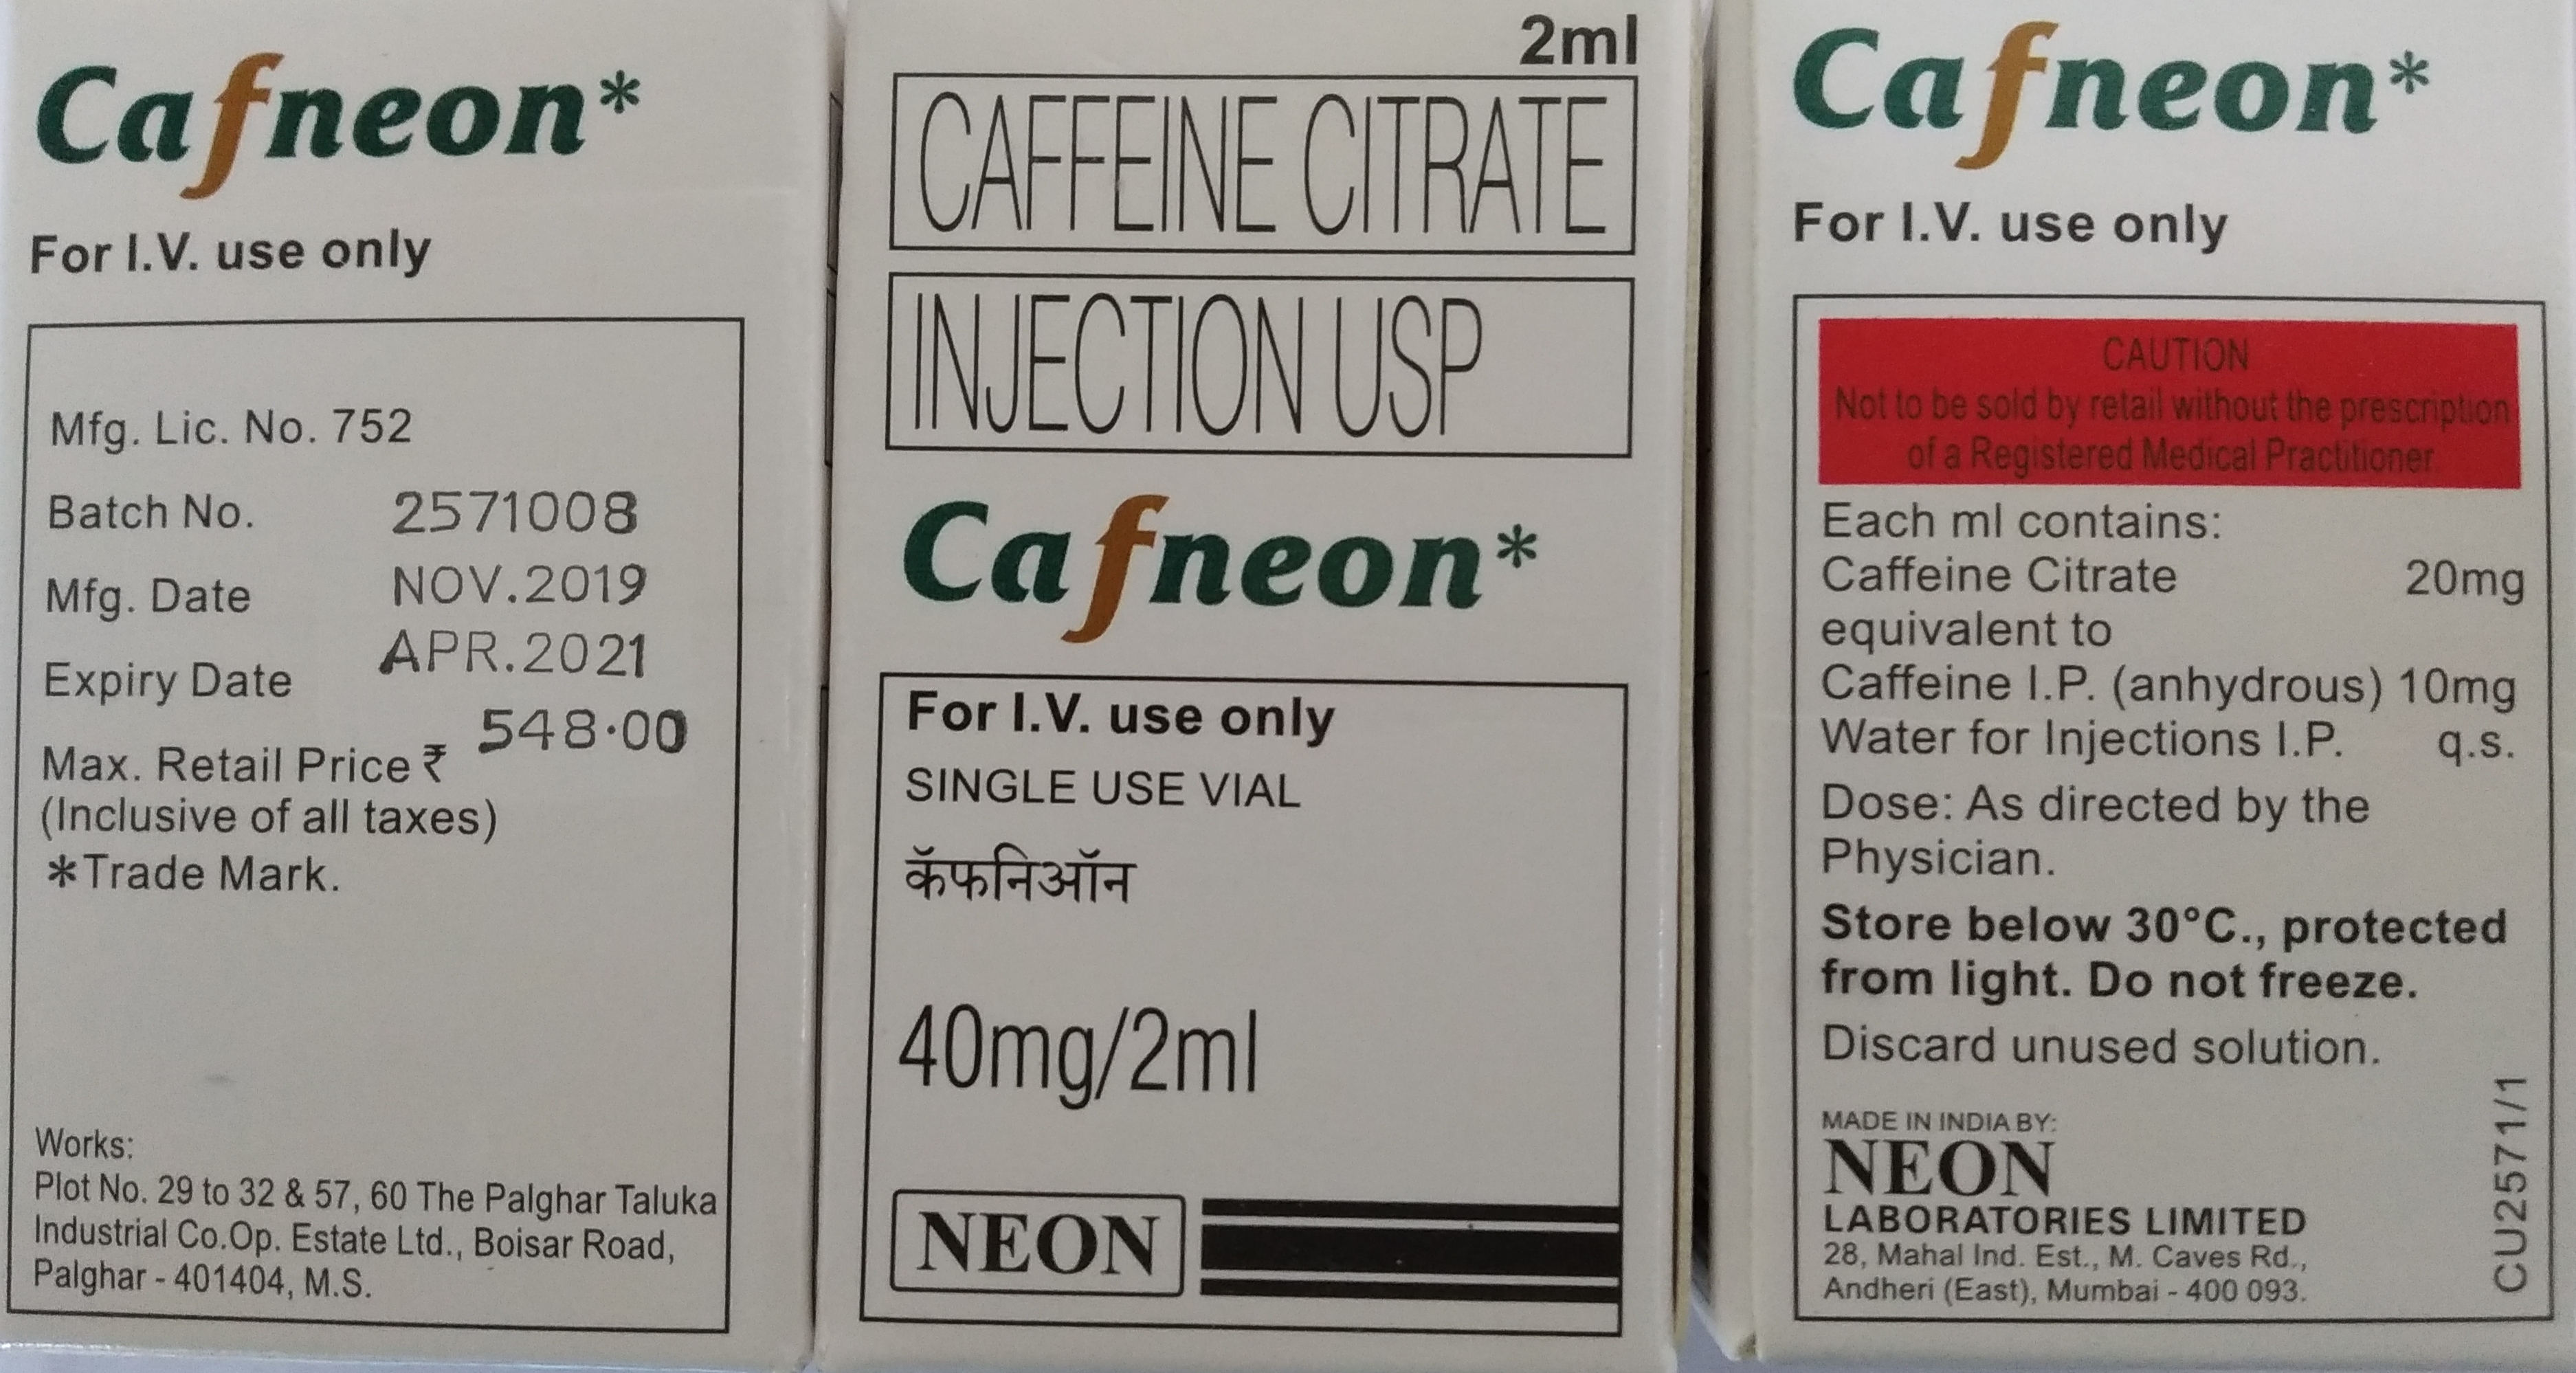 Cafneon*
For I.V. use only
Mfg. Lic. No. 752
Batch No. 2571008
Mfg. Date NOV.2019
Expiry Date APR.2021
Max. Retail Price ₹ 548.00
(Inclusive of all taxes)
*Trade Mark.
Works:
Plot No. 29 to 32 & 57, 60 The Palghar Taluka
Industrial Co.Op. Estate Ltd., Boisar Road,
Palghar - 401404, M.S.
2ml
CAFFEINE CITRATE
INJECTION USP
Cafneon*
For I.V. use only
SINGLE USE VIAL
कॅफनिऑन
40mg/2ml
NEON
Cafneon*
For I.V. use only
CAUTION
Not to be sold by retail without the prescription
of a Registered Medical Practitioner
Each ml contains:
Caffeine Citrate 20mg
equivalent to
Caffeine I.P. (anhydrous) 10mg
Water for Injections I.P. q.s.
Dose: As directed by the
Physician.
Store below 30°C., protected
from light. Do not freeze.
Discard unused solution.
MADE IN INDIA BY:
NEON
LABORATORIES LIMITED
28, Mahal Ind. Est., M. Caves Rd.,
Andheri (East), Mumbai - 400 093.
CU2571/1